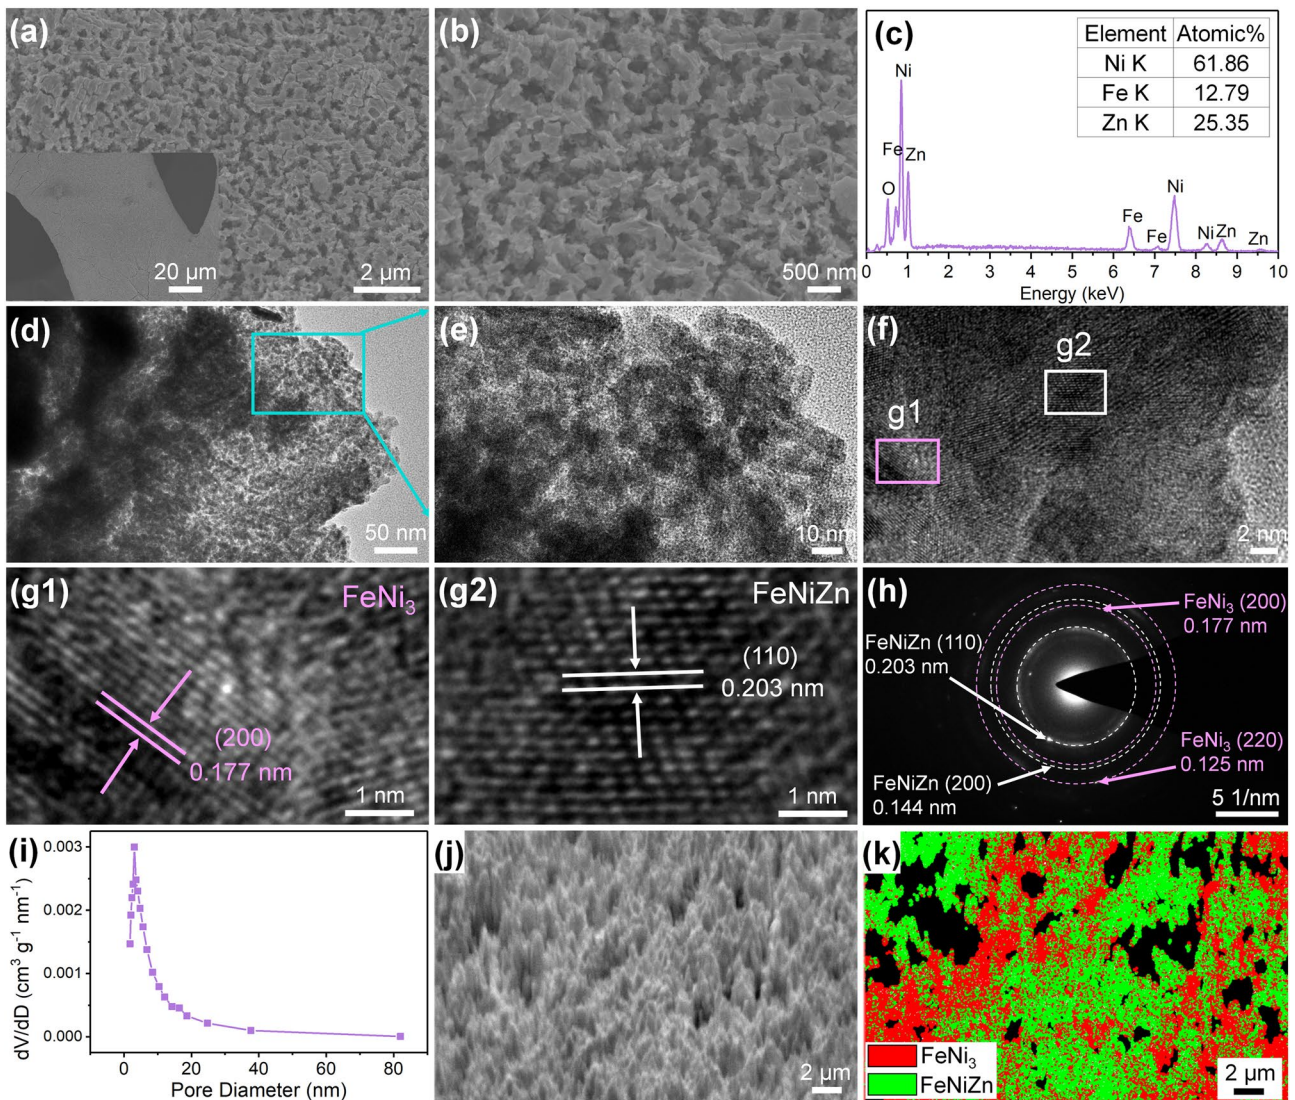 (a)
20 μm
2 μm
(b)
500 nm
(c)
Element Atomic%
Ni K 61.86
Fe K 12.79
Zn K 25.35
Ni
Fe Zn
O
Ni
Fe
Fe
Ni Zn
Zn
0 1 2 3 4 5 6 7 8 9 10
Energy (keV)
(d)
50 nm
(e)
10 nm
(f)
g2
g1
2 nm
(g1)
FeNi₃
(200)
0.177 nm
1 nm
(g2)
FeNiZn
(110)
0.203 nm
1 nm
(h)
FeNi₃ (200)
0.177 nm
FeNiZn (110)
0.203 nm
FeNi₃ (220)
0.125 nm
FeNiZn (200)
0.144 nm
5 1/nm
(i)
0.003
0.002
0.001
0.000
dV/dD (cm³ g⁻¹ nm⁻¹)
0 20 40 60 80
Pore Diameter (nm)
(j)
2 μm
(k)
FeNi₃
FeNiZn
2 μm